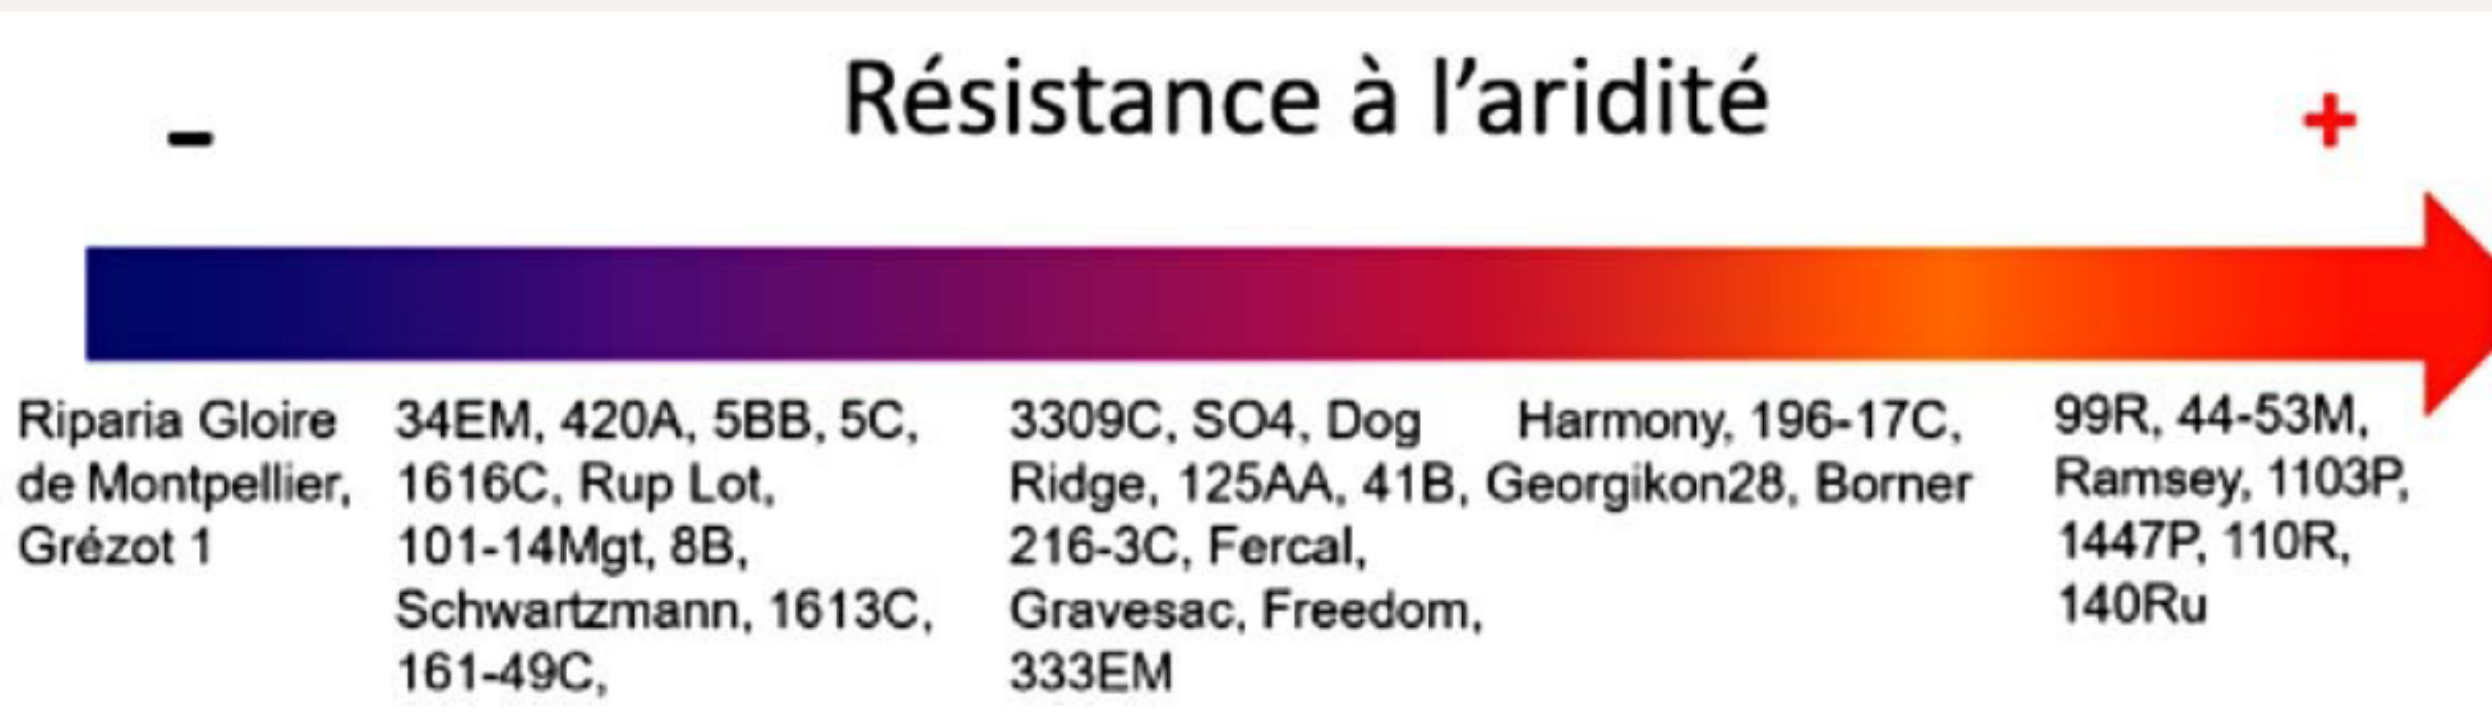 Résistance à l’aridité
-
+
Riparia Gloire
de Montpellier,
Grézot 1
34EM, 420A, 5BB, 5C,
1616C, Rup Lot,
101-14Mgt, 8B,
Schwartzmann, 1613C,
161-49C,
3309C, SO4, Dog
Ridge, 125AA, 41B,
216-3C, Fercal,
Gravesac, Freedom,
333EM
Harmony, 196-17C,
Georgikon28, Borner
99R, 44-53M,
Ramsey, 1103P,
1447P, 110R,
140Ru